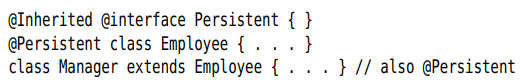 @Inherited @interface Persistent { }
@Persistent class Employee { . . . }
class Manager extends Employee { . . . } // also @Persistent